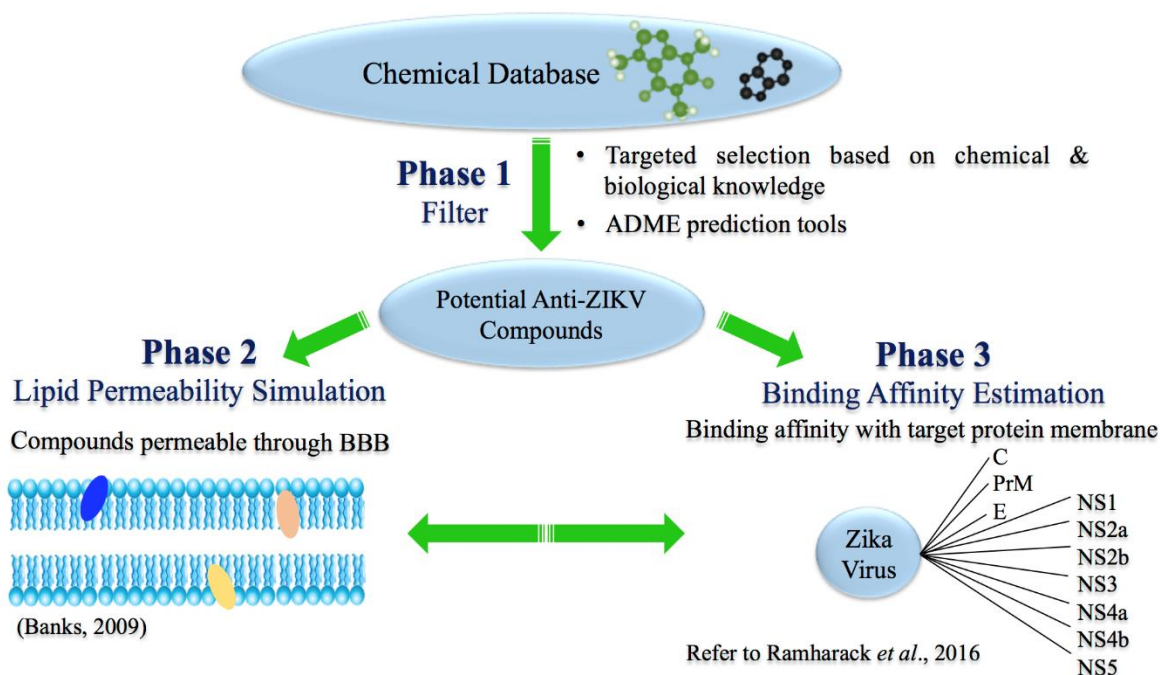 Chemical Database
Phase 1
Filter
• Targeted selection based on chemical &
biological knowledge
• ADME prediction tools
Potential Anti-ZIKV
Compounds
Phase 2
Lipid Permeability Simulation
Compounds permeable through BBB
(Banks, 2009)
Phase 3
Binding Affinity Estimation
Binding affinity with target protein membrane
Zika
Virus
C
PrM
E
NS1
NS2a
NS2b
NS3
NS4a
NS4b
NS5
Refer to Ramharack et al., 2016